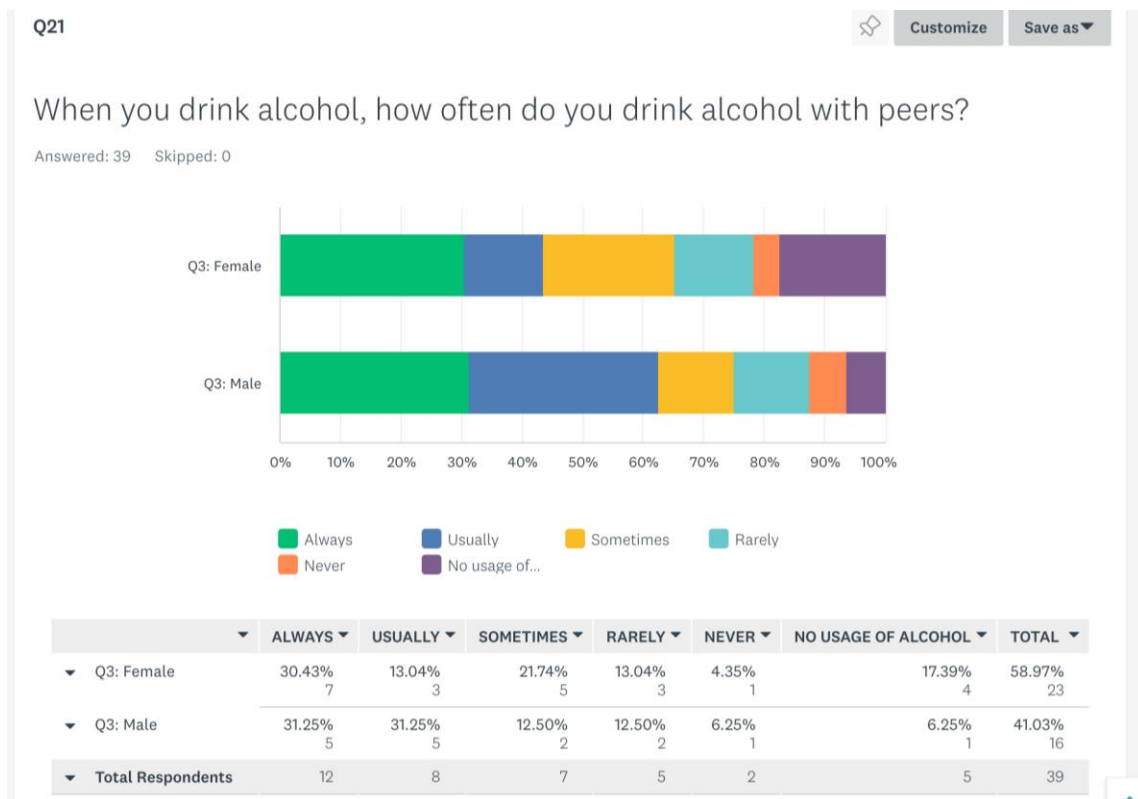 Q21
Customize
Save as
When you drink alcohol, how often do you drink alcohol with peers?
Answered: 39 Skipped: 0
Q3: Female
Q3: Male
0% 10% 20% 30% 40% 50% 60% 70% 80% 90% 100%
Always Usually Sometimes Rarely
Never No usage of...
ALWAYS USUALLY SOMETIMES RARELY NEVER NO USAGE OF ALCOHOL TOTAL
Q3: Female 30.43% 13.04% 21.74% 13.04% 4.35% 17.39% 58.97%
7 3 5 3 1 4 23
Q3: Male 31.25% 31.25% 12.50% 12.50% 6.25% 6.25% 41.03%
5 5 2 2 1 1 16
Total Respondents 12 8 7 5 2 5 39